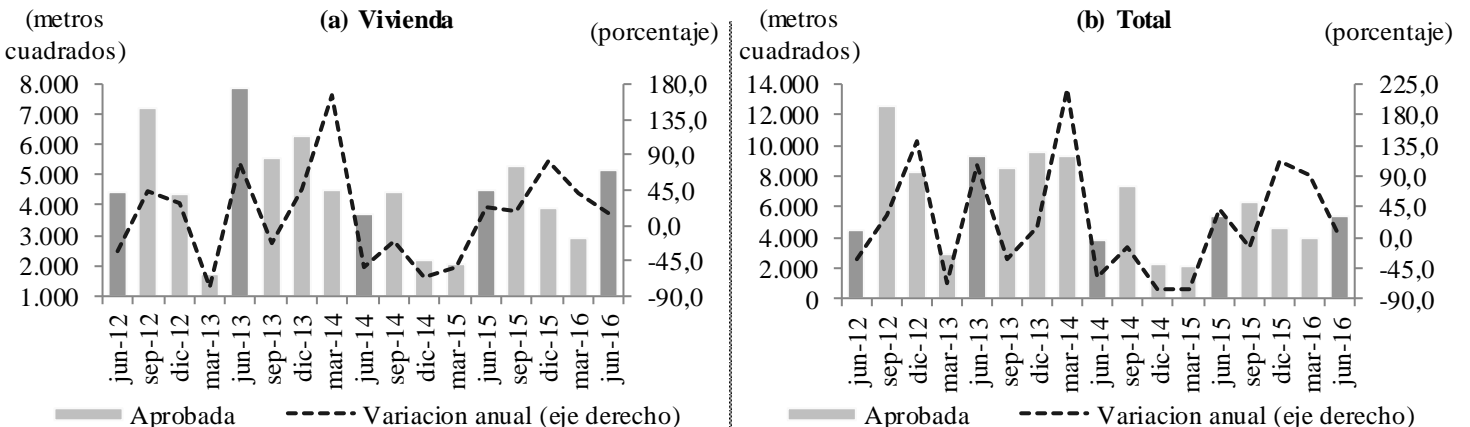 (metros
cuadrados)
(a) Vivienda
(porcentaje)
8.000
7.000
6.000
5.000
4.000
3.000
2.000
1.000
180,0
135,0
90,0
45,0
0,0
-45,0
-90,0
jun-12
sep-12
dic-12
mar-13
jun-13
sep-13
dic-13
mar-14
jun-14
sep-14
dic-14
mar-15
jun-15
sep-15
dic-15
mar-16
jun-16
Aprobada
Variacion anual (eje derecho)
(metros
cuadrados)
(b) Total
(porcentaje)
14.000
12.000
10.000
8.000
6.000
4.000
2.000
0
225,0
180,0
135,0
90,0
45,0
0,0
-45,0
-90,0
jun-12
sep-12
dic-12
mar-13
jun-13
sep-13
dic-13
mar-14
jun-14
sep-14
dic-14
mar-15
jun-15
sep-15
dic-15
mar-16
jun-16
Aprobada
Variacion anual (eje derecho)